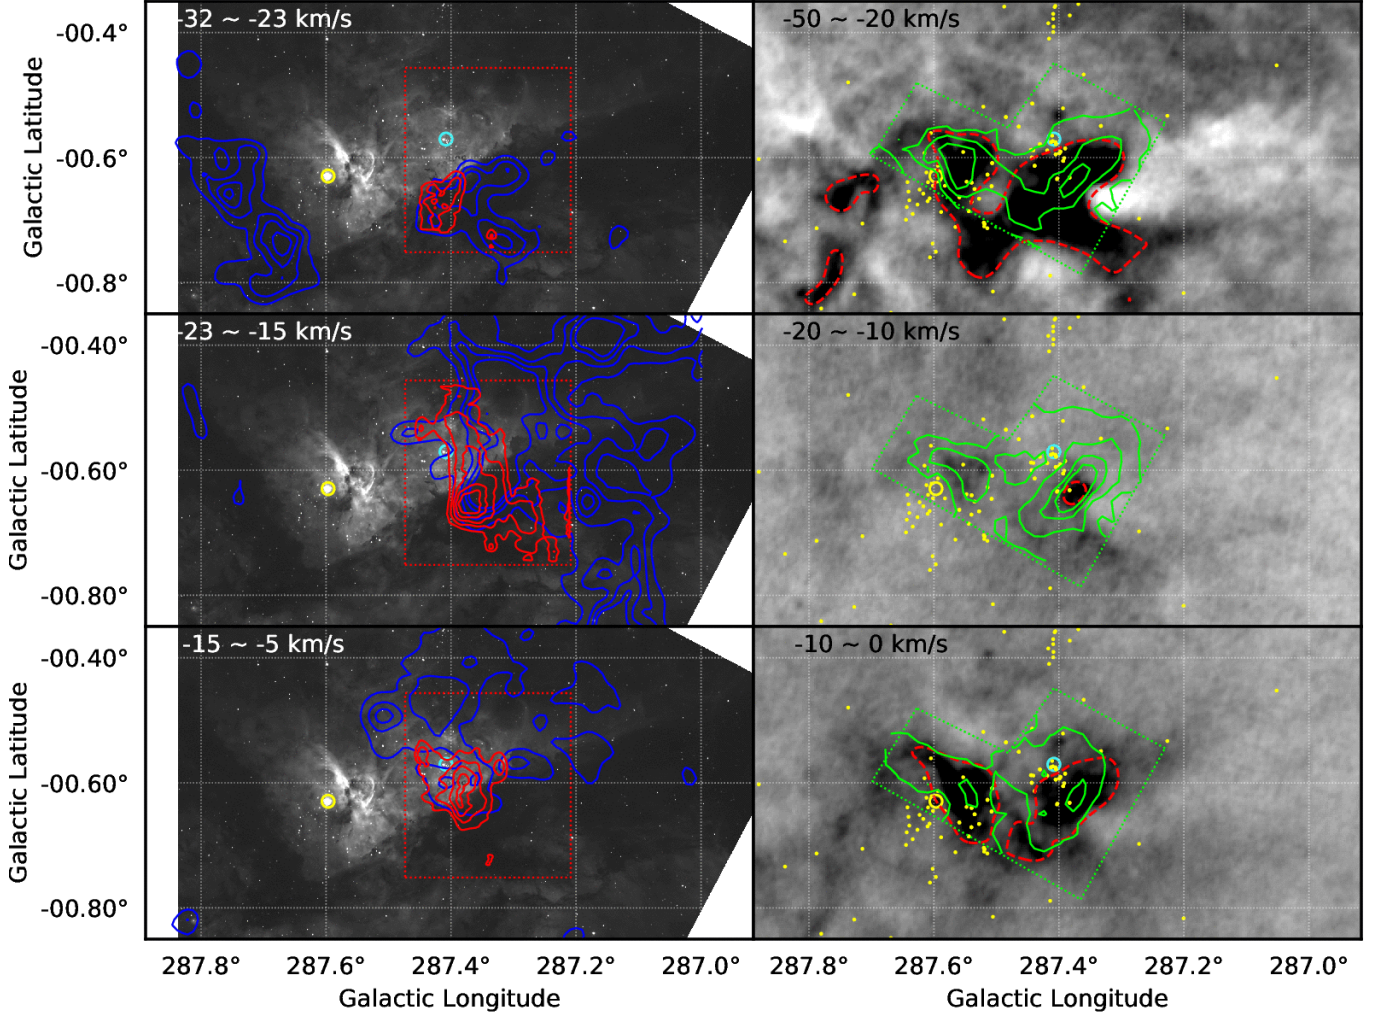 -32 ~ -23 km/s
-50 ~ -20 km/s
-00.4°
-00.6°
-00.8°
Galactic Latitude
-23 ~ -15 km/s
-20 ~ -10 km/s
-00.40°
-00.60°
-00.80°
Galactic Latitude
-15 ~ -5 km/s
-10 ~ 0 km/s
-00.40°
-00.60°
-00.80°
Galactic Latitude
287.8° 287.6° 287.4° 287.2° 287.0° 287.8° 287.6° 287.4° 287.2° 287.0°
Galactic Longitude Galactic Longitude